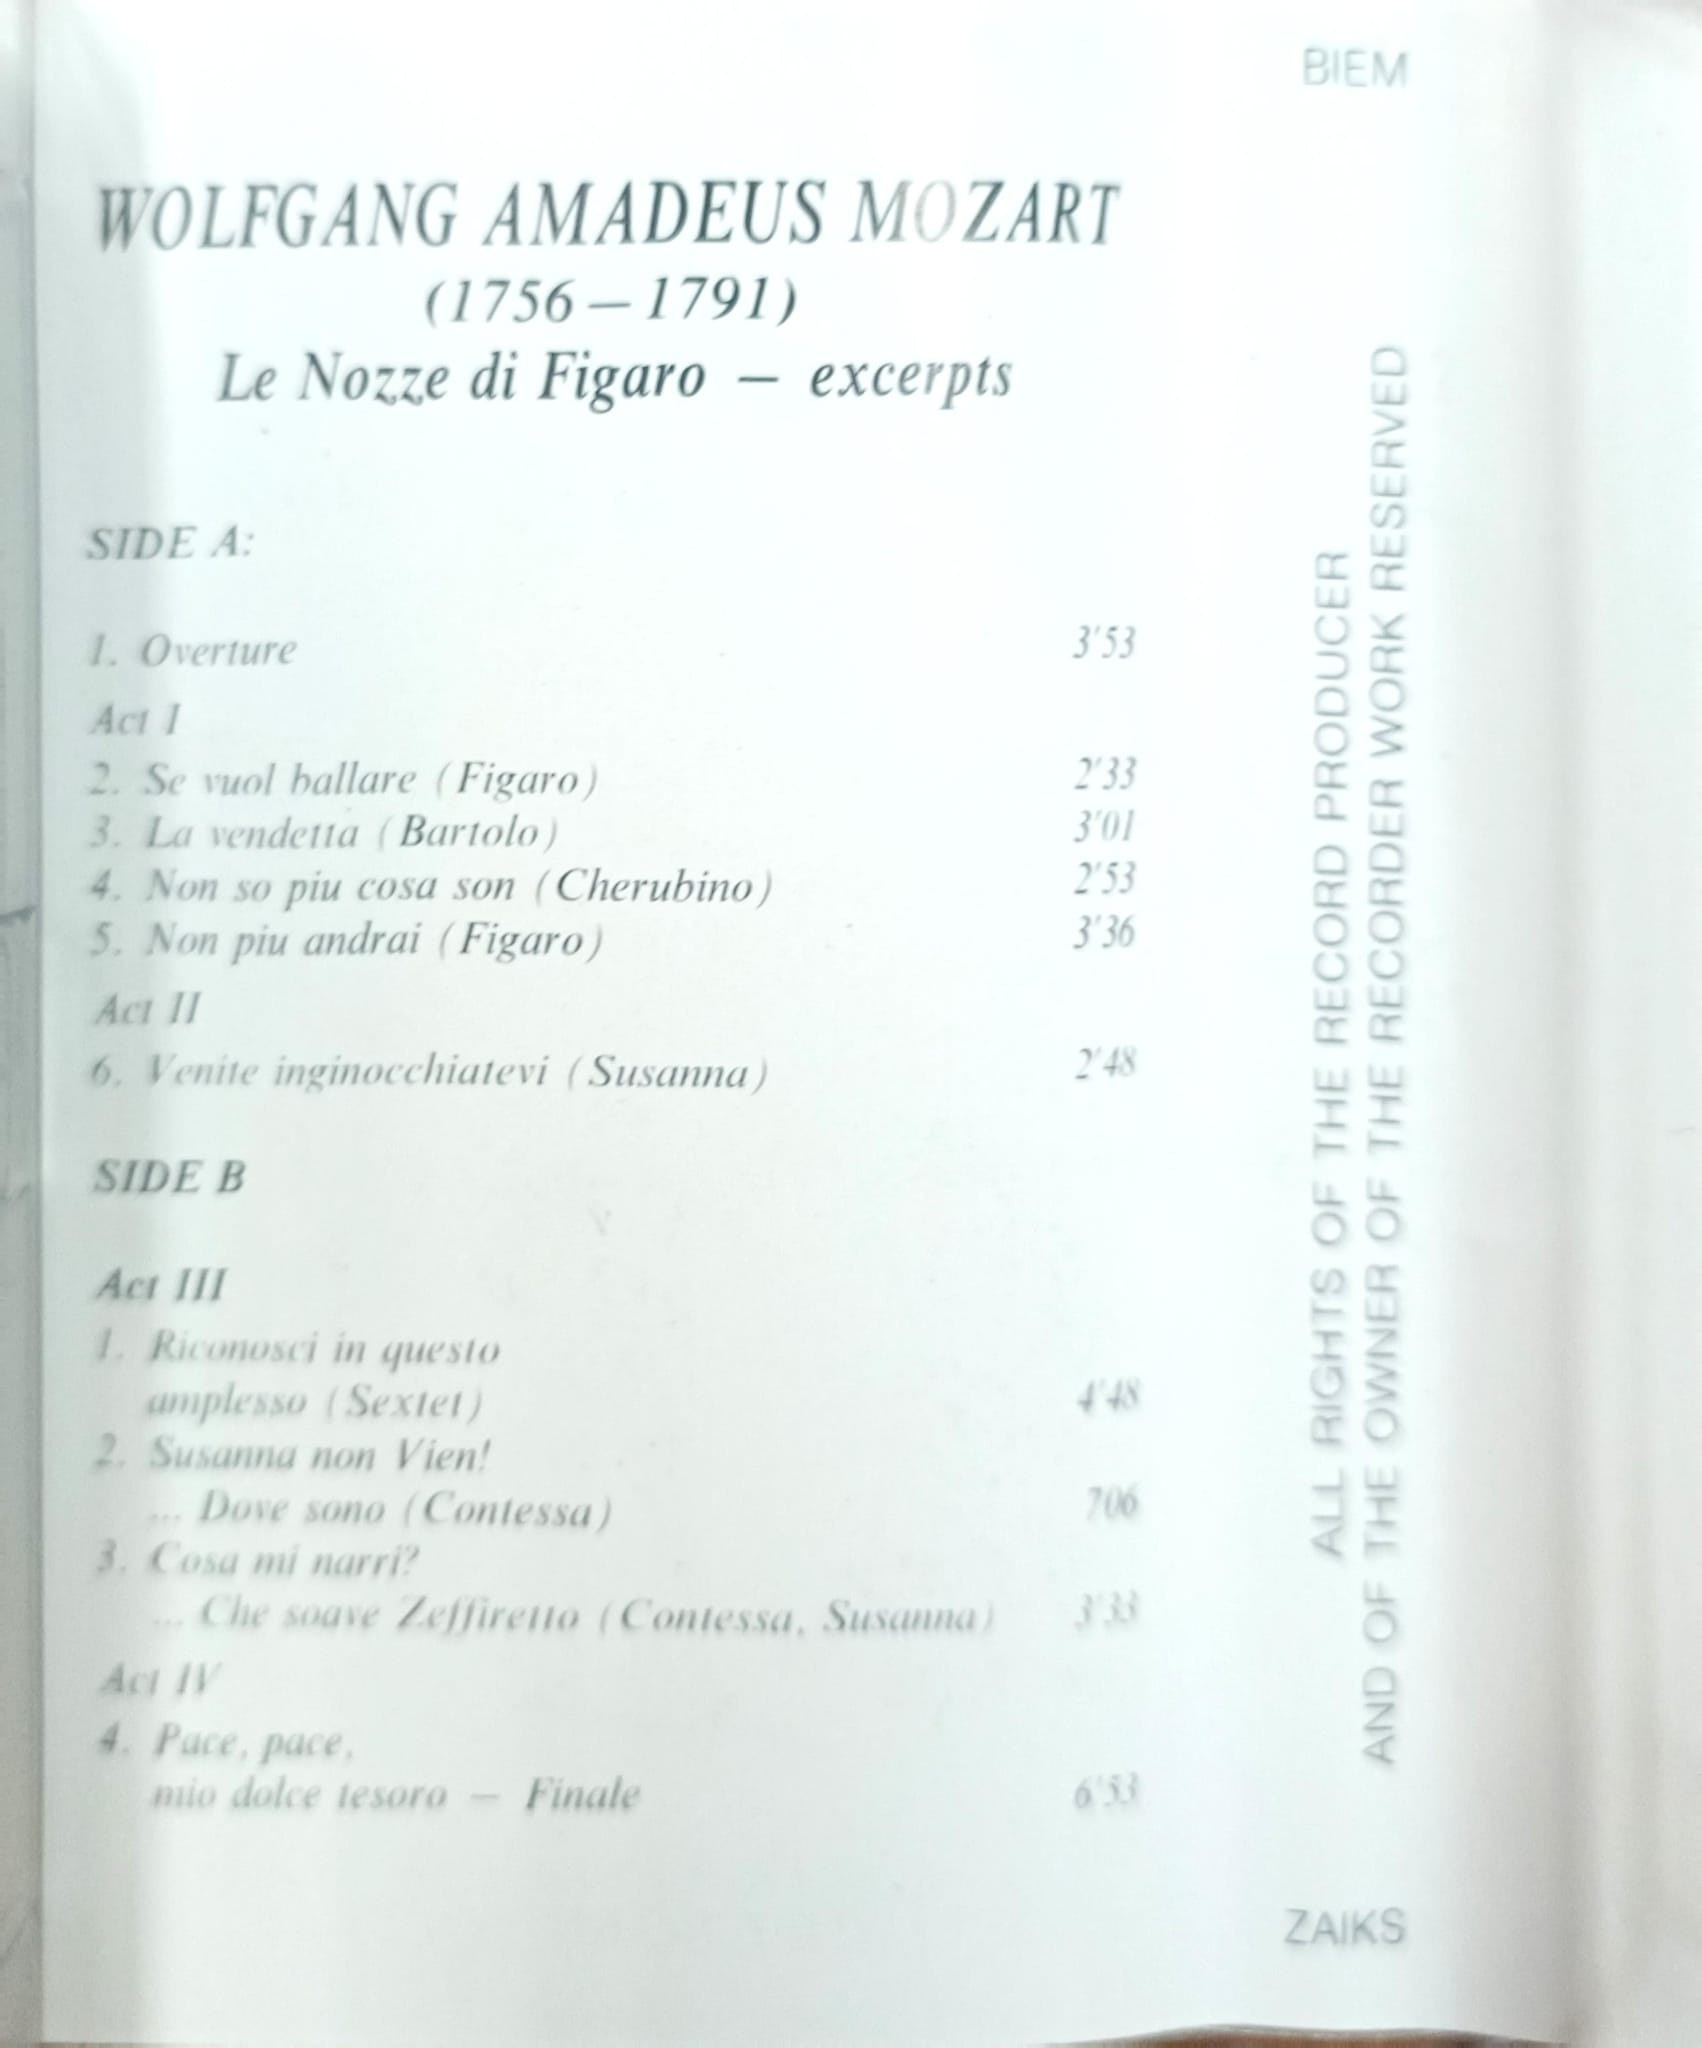 BIEM
WOLFGANG AMADEUS MOZART
(1756 – 1791)
Le Nozze di Figaro – excerpts
SIDE A:
1. Overture 3'53
Act I
2. Se vuol ballare (Figaro) 2'33
3. La vendetta (Bartolo) 3'01
4. Non so piu cosa son (Cherubino) 2'53
5. Non piu andrai (Figaro) 3'36
Act II
6. Venite inginocchiatevi (Susanna) 2'48
SIDE B
Act III
1. Riconosci in questo
amplesso (Sextet) 4'48
2. Susanna non Vien!
... Dove sono (Contessa) 706
3. Cosa mi narri?
... Che soave Zeffiretto (Contessa, Susanna) 3'33
Act IV
4. Pace, pace,
mio dolce tesoro – Finale 6'53
ALL RIGHTS OF THE RECORD PRODUCER
AND OF THE OWNER OF THE RECORDER WORK RESERVED
ZAIKS